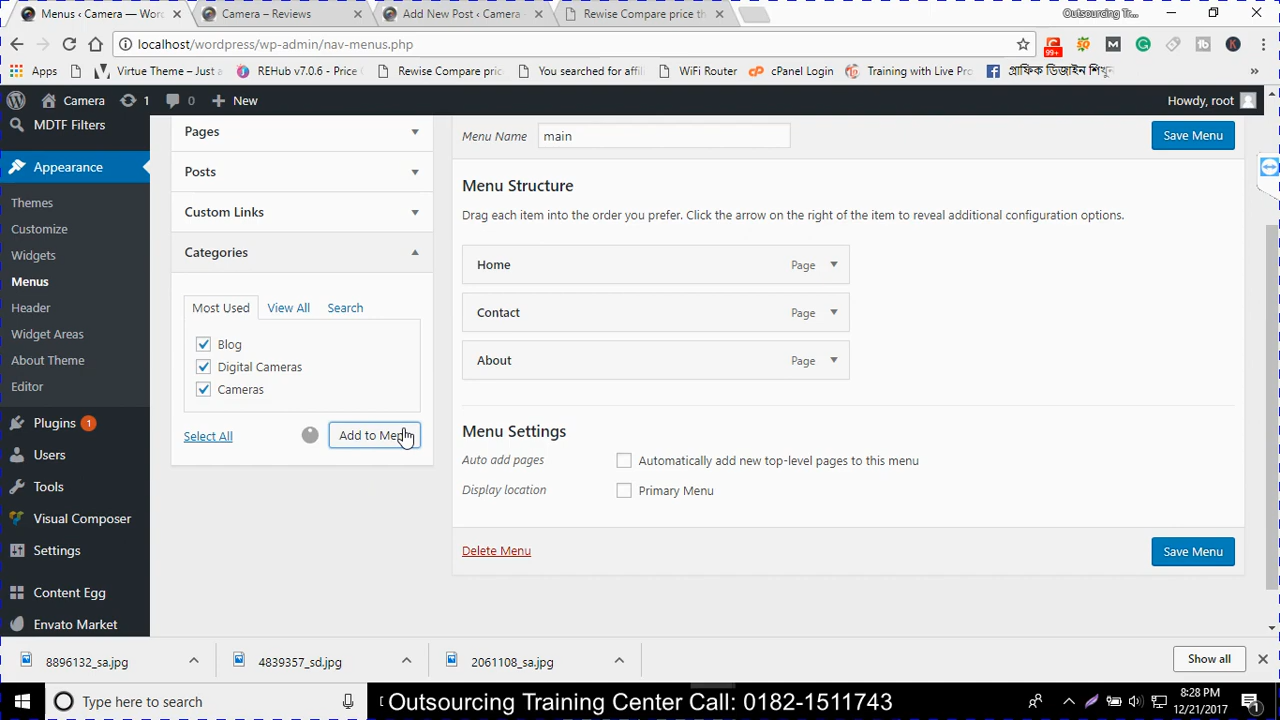 Menus ‹ Camera — Wor
Camera – Reviews
Add New Post ‹ Camera
Rewise Compare price th
Outsourcing Tr...
localhost/wordpress/wp-admin/nav-menus.php
99+
Apps
Virtue Theme – Just a
REHub v7.0.6 - P
Rewise Compare pric
You searched for affil
WiFi Router
cPanel Login
Training with Live Pro
গ্রাফিক ডিজাইন শিখুন
»
Camera
1
0
New
Howdy, root
MDTF Filters
Appearance
Themes
Customize
Widgets
Menus
Header
Widget Areas
About Theme
Editor
Plugins 1
Users
Tools
Visual Composer
Settings
Content Egg
Envato Market
Pages
Posts
Custom Links
Categories
Most Used
View All
Search
Blog
Digital Cameras
Cameras
Select All
Add to Menu
Menu Name
main
Save Menu
Menu Structure
Drag each item into the order you prefer. Click the arrow on the right of the item to reveal additional configuration options.
Home
Page
Contact
Page
About
Page
Menu Settings
Auto add pages
Automatically add new top-level pages to this menu
Display location
Primary Menu
Delete Menu
Save Menu
8896132_sa.jpg
4839357_sd.jpg
2061108_sa.jpg
Show all
Type here to search
Outsourcing Training Center Call: 0182-1511743
8:28 PM
12/21/2017